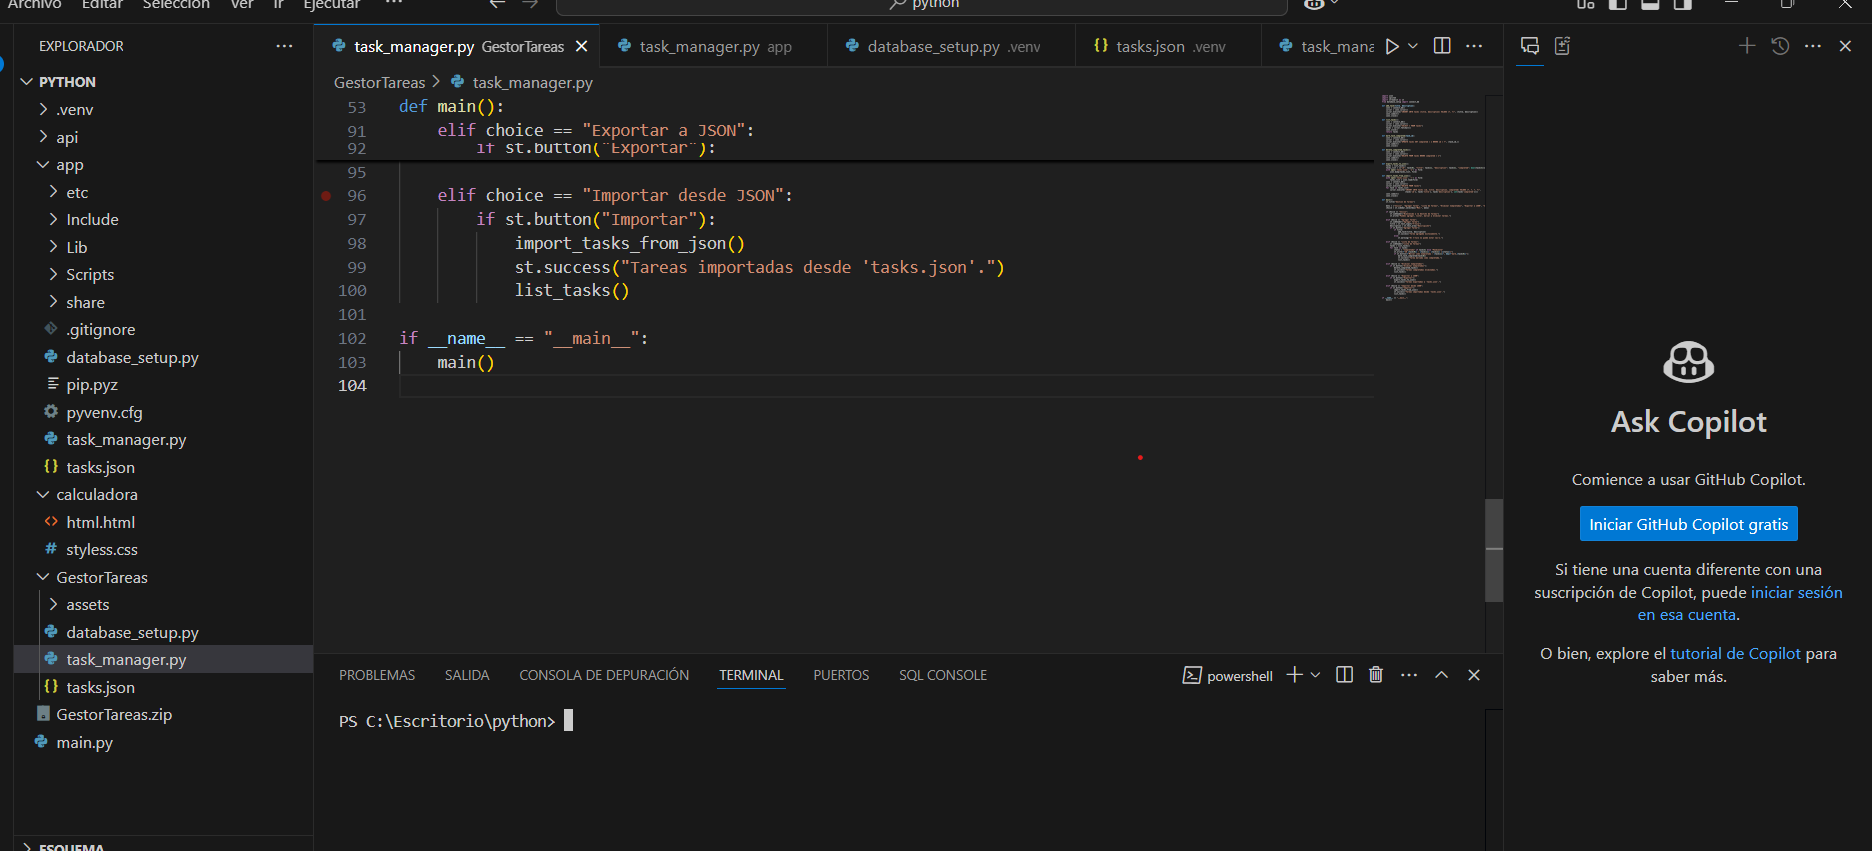 Archivo Editar Selección Ver Ir Ejecutar ···
python
EXPLORADOR
PYTHON
.venv
api
app
etc
Include
Lib
Scripts
share
.gitignore
database_setup.py
pip.pyz
pyvenv.cfg
task_manager.py
tasks.json
calculadora
html.html
styless.css
GestorTareas
assets
database_setup.py
task_manager.py
tasks.json
GestorTareas.zip
main.py
ESQUEMA
task_manager.py GestorTareas
task_manager.py app
database_setup.py .venv
tasks.json .venv
task_mana
GestorTareas > task_manager.py
53 def main():
91 elif choice == "Exportar a JSON":
92 if st.button("Exportar"):
95
96 elif choice == "Importar desde JSON":
97 if st.button("Importar"):
98 import_tasks_from_json()
99 st.success("Tareas importadas desde 'tasks.json'.")
100 list_tasks()
101
102 if __name__ == "__main__":
103 main()
104
PROBLEMAS SALIDA CONSOLA DE DEPURACIÓN TERMINAL PUERTOS SQL CONSOLE
powershell
PS C:\Escritorio\python>
Ask Copilot
Comience a usar GitHub Copilot.
Iniciar GitHub Copilot gratis
Si tiene una cuenta diferente con una
suscripción de Copilot, puede iniciar sesión
en esa cuenta.
O bien, explore el tutorial de Copilot para
saber más.